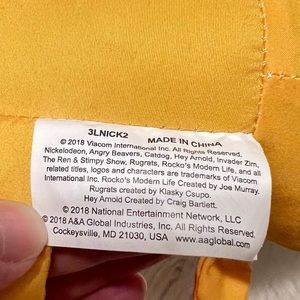 3LNICK2 MADE IN CHINA
© 2018 Viacom International Inc. All Rights Reserved.
Nickelodeon, Angry Beavers, Catdog, Hey Arnold, Invader Zim,
The Ren & Stimpy Show, Rugrats, Rocko's Modern Life, and all
related titles, logos and characters are trademarks of Viacom
International Inc. Rocko's Modern Life Created by Joe Murray.
Rugrats created by Klasky Csupo.
Hey Arnold Created by Craig Bartlett.
© 2018 National Entertainment Network, LLC
© 2018 A&A Global Industries, Inc. All Rights Reserved.
Cockeysville, MD 21030, USA www.aaglobal.com